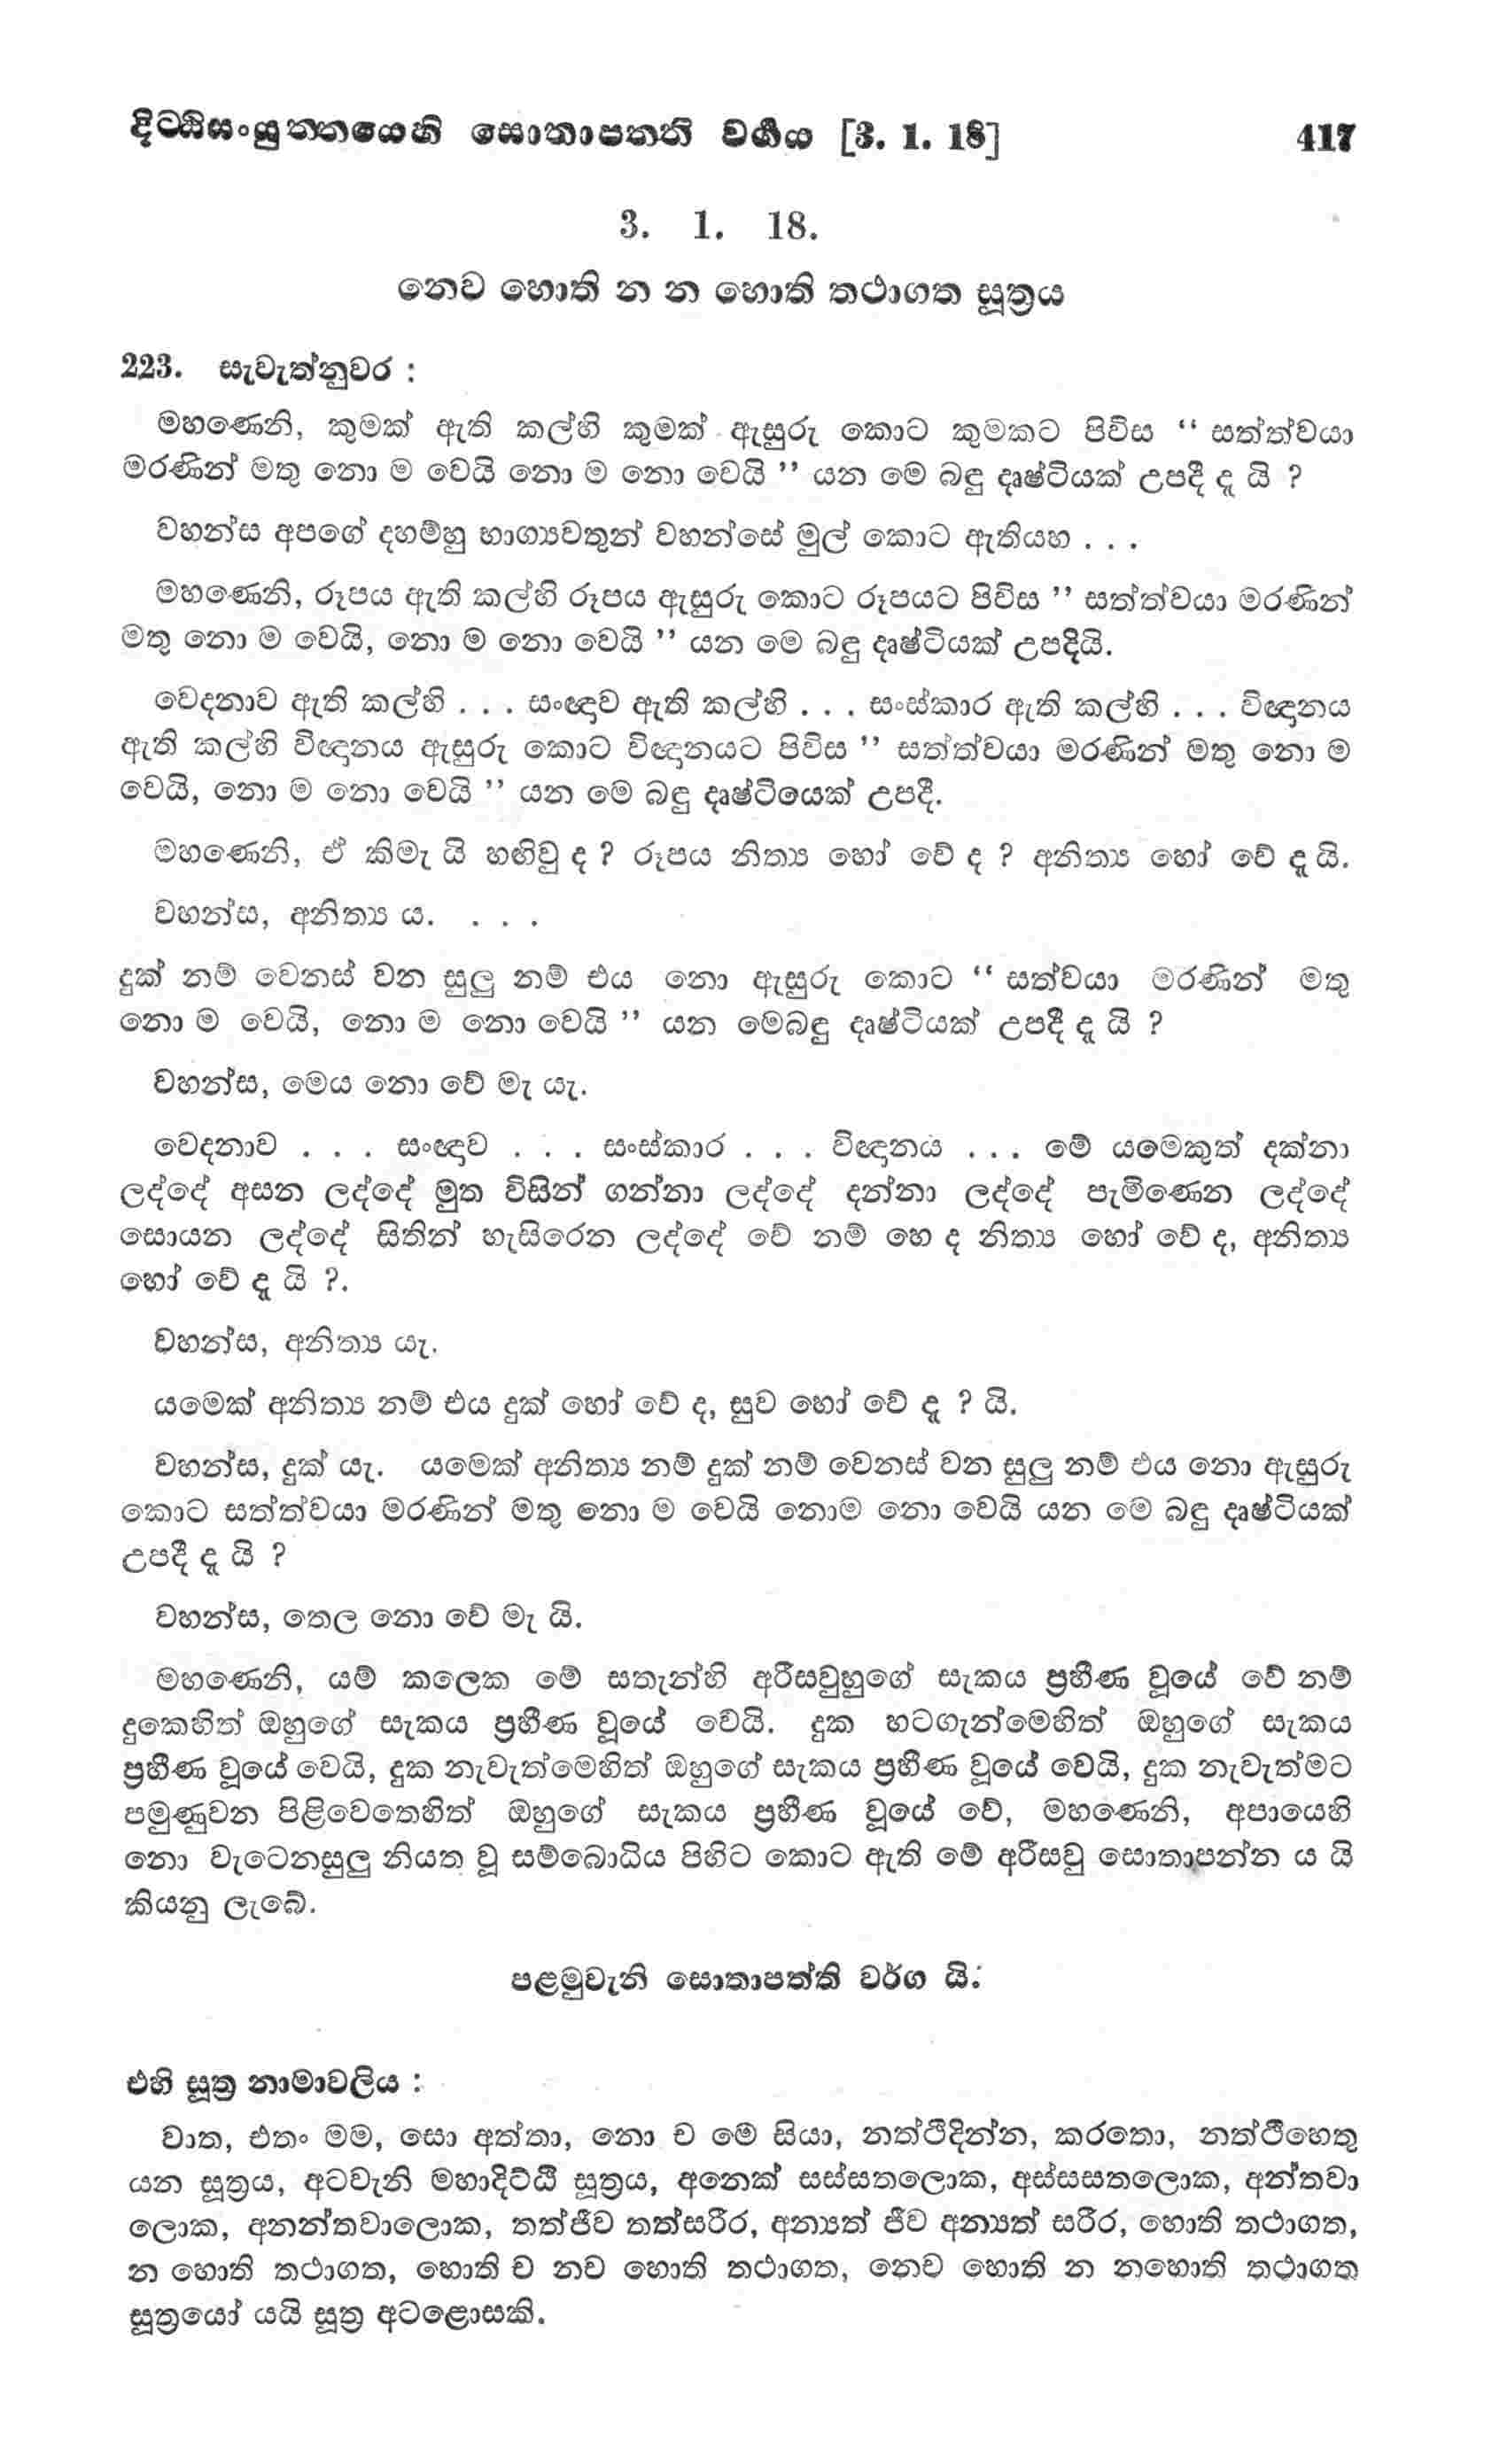 දිට්ඨිසංයුත්තයෙහි සොතාපත්ති වර්ගය [3. 1. 18] 417
3. 1. 18.
නෙව හොති න න හොති තථාගත සූත්‍රය
223. සැවැත්නුවර :
මහණෙනි, කුමක් ඇති කල්හි කුමක් ඇසුරු කොට කුමකට පිවිස “ සත්ත්වයා
මරණින් මතු නො ම වෙයි නො ම නො වෙයි ” යන මෙ බඳු දෘෂ්ටියක් උපදී දැ යි ?
වහන්ස අපගේ දහම්හු භාග්‍යවතුන් වහන්සේ මුල් කොට ඇතියහ . . .
මහණෙනි, රූපය ඇති කල්හි රූපය ඇසුරු කොට රූපයට පිවිස ” සත්ත්වයා මරණින්
මතු නො ම වෙයි, නො ම නො වෙයි ” යන මෙ බඳු දෘෂ්ටියක් උපදියි.
වෙදනාව ඇති කල්හි . . . සංඥාව ඇති කල්හි . . . සංස්කාර ඇති කල්හි . . . විඥානය
ඇති කල්හි විඥානය ඇසුරු කොට විඥානයට පිවිස ” සත්ත්වයා මරණින් මතු නො ම
වෙයි, නො ම නො වෙයි ” යන මෙ බඳු දෘෂ්ටියෙක් උපදී.
මහණෙනි, ඒ කිමැ යි හඟිවු ද ? රූපය නිත්‍ය හෝ වේ ද ? අනිත්‍ය හෝ වේ දැ යි.
වහන්ස, අනිත්‍ය ය. . . .
දුක් නම් වෙනස් වන සුලු නම් එය නො ඇසුරු කොට “ සත්වයා මරණින් මතු
නො ම වෙයි, නො ම නො වෙයි ” යන මෙබඳු දෘෂ්ටියක් උපදී දැ යි ?
වහන්ස, මෙය නො වේ මැ යැ.
වෙදනාව . . . සංඥාව . . . සංස්කාර . . . විඥානය . . . මේ යමෙකුත් දක්නා
ලද්දේ අසන ලද්දේ මුත විසින් ගන්නා ලද්දේ දන්නා ලද්දේ පැමිණෙන ලද්දේ
සොයන ලද්දේ සිතින් හැසිරෙන ලද්දේ වේ නම් හෙ ද නිත්‍ය හෝ වේ ද, අනිත්‍ය
හෝ වේ දැ යි ?.
වහන්ස, අනිත්‍ය යැ.
යමෙක් අනිත්‍ය නම් එය දුක් හෝ වේ ද, සුව හෝ වේ දැ ? යි.
වහන්ස, දුක් යැ. යමෙක් අනිත්‍ය නම් දුක් නම් වෙනස් වන සුලු නම් එය නො ඇසුරු
කොට සත්ත්වයා මරණින් මතු නො ම වෙයි නොම නො වෙයි යන මෙ බඳු දෘෂ්ටියක්
උපදී දැ යි ?
වහන්ස, තෙල නො වේ මැ යි.
මහණෙනි, යම් කලෙක මේ සතැන්හි අරීසවුහුගේ සැකය ප්‍රහීණ වූයේ වේ නම්
දුකෙහිත් ඔහුගේ සැකය ප්‍රහීණ වූයේ වෙයි. දුක හටගැන්මෙහිත් ඔහුගේ සැකය
ප්‍රහීණ වූයේ වෙයි, දුක නැවැත්මෙහිත් ඔහුගේ සැකය ප්‍රහීණ වූයේ වෙයි, දුක නැවැත්මට
පමුණුවන පිළිවෙතෙහිත් ඔහුගේ සැකය ප්‍රහීණ වූයේ වේ, මහණෙනි, අපායෙහි
නො වැටෙනසුලු නියත වූ සම්බොධිය පිහිට කොට ඇති මේ අරීසවු සොතාපන්න ය යි
කියනු ලැබේ.
පළමුවැනි සොතාපත්ති වර්ග යි.
එහි සූත්‍ර නාමාවලිය :
වාත, එතං මම, සො අත්තා, නො ච මේ සියා, නත්ථිදින්න, කරතො, නත්ථිහෙතු
යන සූත්‍රය, අටවැනි මහාදිට්ඨි සූත්‍රය, අනෙක් සස්සතලොක, අස්සසතලොක, අන්තවා
ලොක, අනන්තවාලොක, තත්ජීව තත්සරීර, අන්‍යත් ජීව අන්‍යත් සරීර, හොති තථාගත,
න හොති තථාගත, හොති ච නච හොති තථාගත, නෙව හොති න නහොති තථාගත
සූත්‍රයෝ යයි සූත්‍ර අටළොසකි.